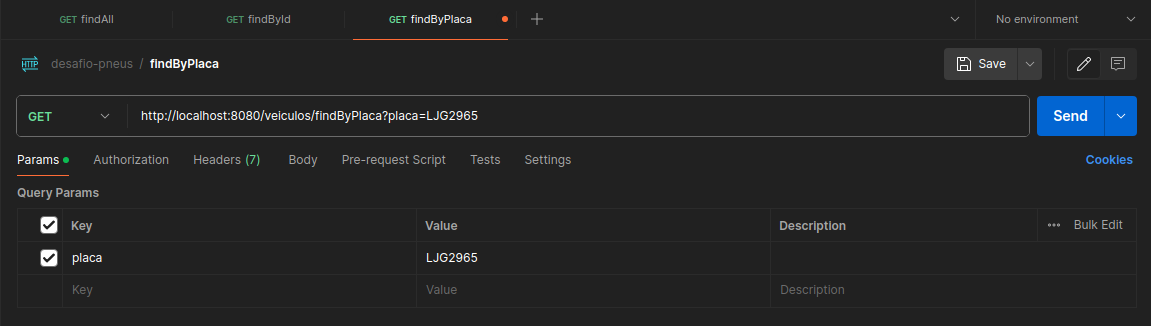 GET findAll GET findById GET findByPlaca No environment
HTTP desafio-pneus / findByPlaca Save
GET http://localhost:8080/veiculos/findByPlaca?placa=LJG2965 Send
Params Authorization Headers (7) Body Pre-request Script Tests Settings Cookies
Query Params
Key Value Description Bulk Edit
placa LJG2965
Key Value Description